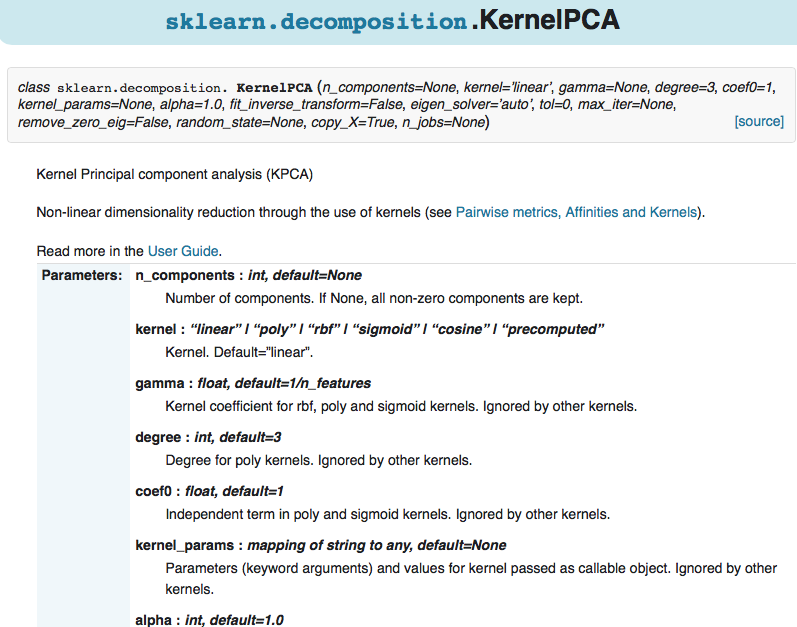 sklearn.decomposition.KernelPCA
class sklearn.decomposition. KernelPCA (n_components=None, kernel='linear', gamma=None, degree=3, coef0=1,
kernel_params=None, alpha=1.0, fit_inverse_transform=False, eigen_solver='auto', tol=0, max_iter=None,
remove_zero_eig=False, random_state=None, copy_X=True, n_jobs=None)
[source]
Kernel Principal component analysis (KPCA)
Non-linear dimensionality reduction through the use of kernels (see Pairwise metrics, Affinities and Kernels).
Read more in the User Guide.
Parameters: n_components : int, default=None
Number of components. If None, all non-zero components are kept.
kernel : “linear” | “poly” | “rbf” | “sigmoid” | “cosine” | “precomputed”
Kernel. Default=”linear”.
gamma : float, default=1/n_features
Kernel coefficient for rbf, poly and sigmoid kernels. Ignored by other kernels.
degree : int, default=3
Degree for poly kernels. Ignored by other kernels.
coef0 : float, default=1
Independent term in poly and sigmoid kernels. Ignored by other kernels.
kernel_params : mapping of string to any, default=None
Parameters (keyword arguments) and values for kernel passed as callable object. Ignored by other
kernels.
alpha : int, default=1.0